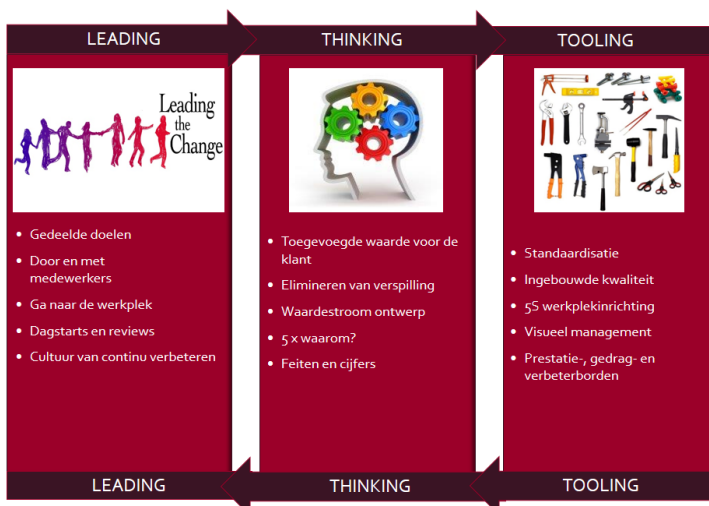 LEADING
THINKING
TOOLING
Leading
the
Change
• Gedeelde doelen
• Door en met
medewerkers
• Ga naar de werkplek
• Dagstarts en reviews
• Cultuur van continu verbeteren
• Toegevoegde waarde voor de
klant
• Elimineren van verspilling
• Waardestroom ontwerp
• 5 x waarom?
• Feiten en cijfers
• Standaardisatie
• Ingebouwde kwaliteit
• 5S werkplekinrichting
• Visueel management
• Prestatie-, gedrag- en
verbeterborden
LEADING
THINKING
TOOLING